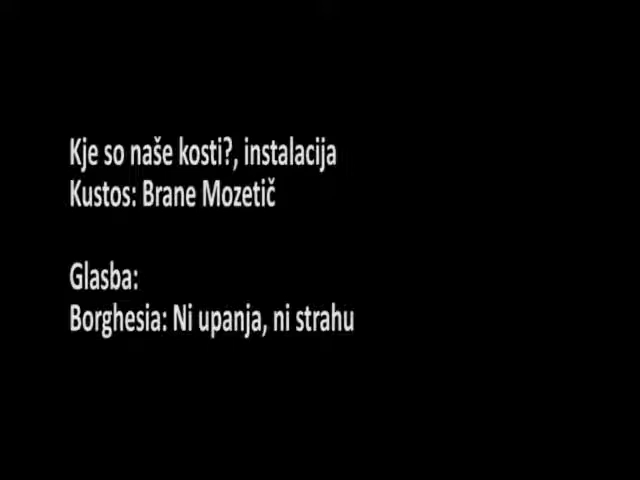 Kje so naše kosti?, instalacija
Kustos: Brane Mozetič
Glasba:
Borghesia: Ni upanja, ni strahu